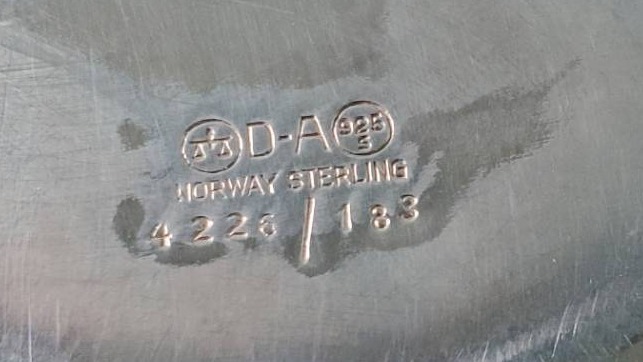 D-A 925 S
NORWAY STERLING
4226/183